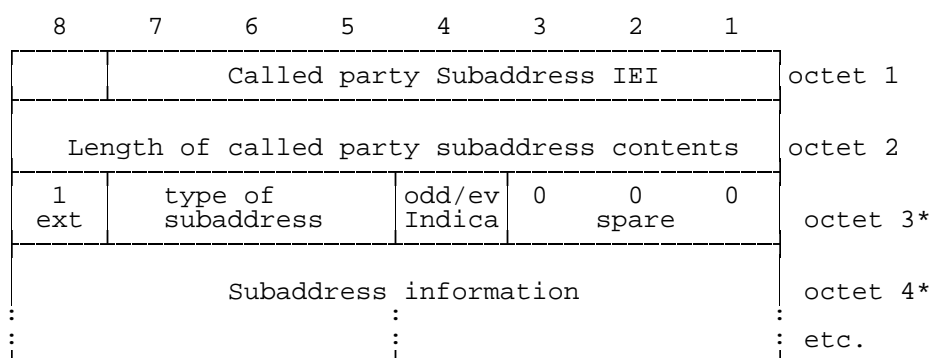 8 7 6 5 4 3 2 1
Called party Subaddress IEI octet 1
Length of called party subaddress contents octet 2
1 type of odd/ev 0 0 0
ext subaddress Indica spare octet 3*
Subaddress information octet 4*
: : :
: : : etc.